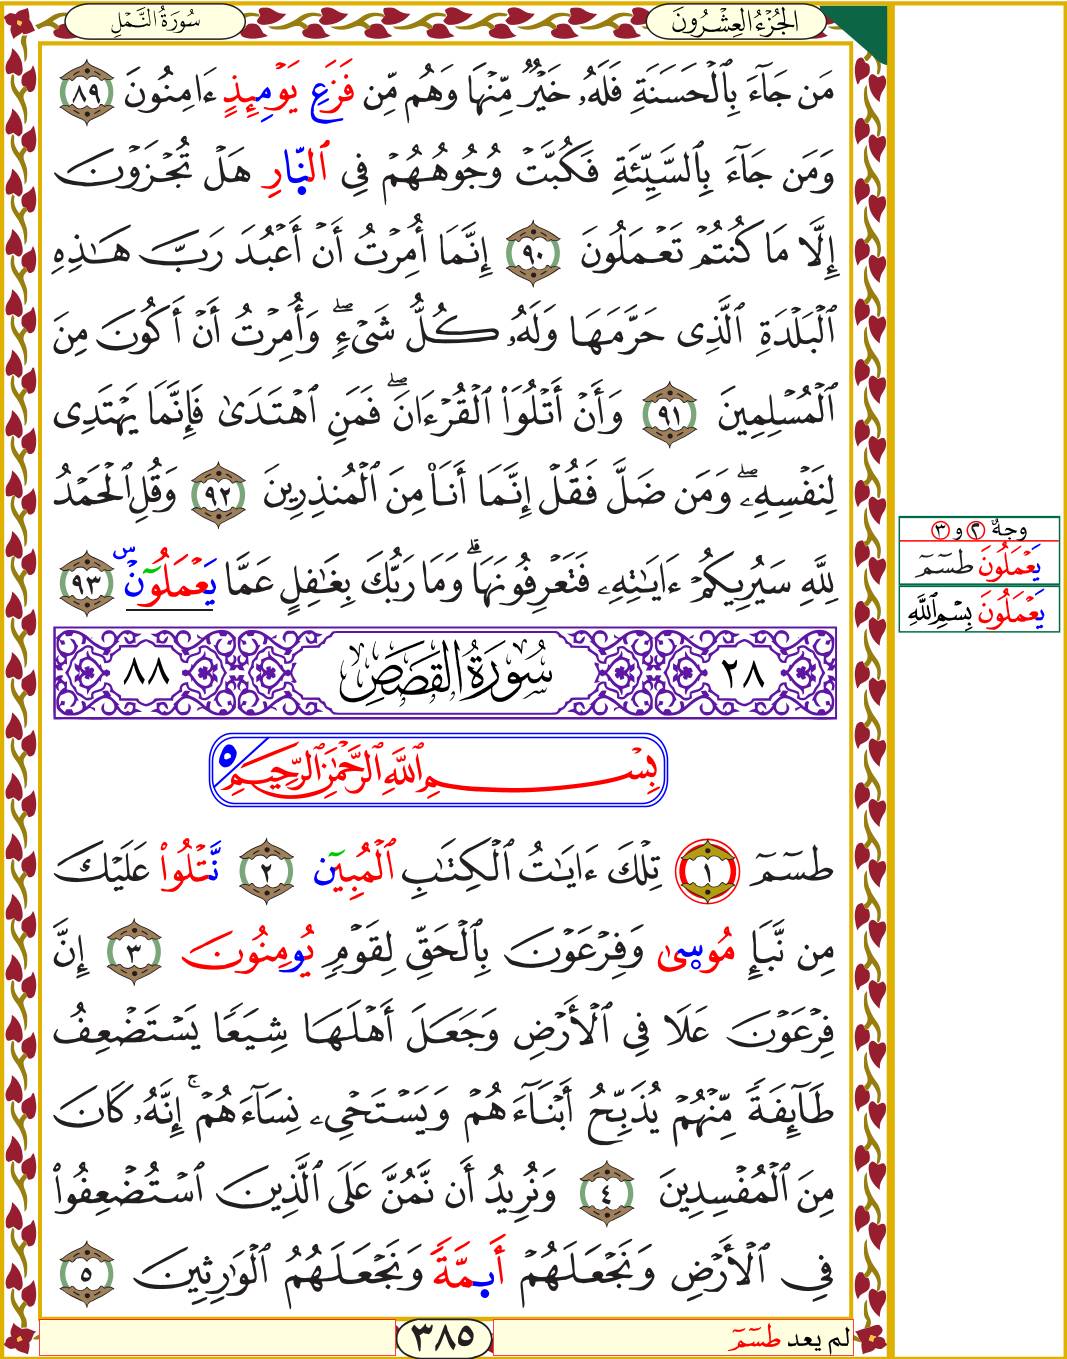 الجُزْءُ العِشْرُونَ
سُورَةُ النَّمْلِ
مَن جَآءَ بِٱلْحَسَنَةِ فَلَهُۥ خَيْرٌ مِّنْهَا وَهُم مِّن فَزَعِ يَوْمِئِذٍ ءَامِنُونَ ٨٩
وَمَن جَآءَ بِٱلسَّيِّئَةِ فَكُبَّتْ وُجُوهُهُمْ فِى ٱلنَّارِ هَلْ تُجْزَوْنَ
إِلَّا مَا كُنتُمْ تَعْمَلُونَ ٩٠ إِنَّمَا أُمِرْتُ أَنْ أَعْبُدَ رَبَّ هَـٰذِهِ
ٱلْبَلْدَةِ ٱلَّذِى حَرَّمَهَا وَلَهُۥ كُلُّ شَىْءٍۖ وَأُمِرْتُ أَنْ أَكُونَ مِنَ
ٱلْمُسْلِمِينَ ٩١ وَأَنْ أَتْلُوَا۟ ٱلْقُرْءَانَۖ فَمَنِ ٱهْتَدَىٰ فَإِنَّمَا يَهْتَدِى
لِنَفْسِهِۦۖ وَمَن ضَلَّ فَقُلْ إِنَّمَا أَنَا۠ مِنَ ٱلْمُنذِرِينَ ٩٢ وَقُلِ ٱلْحَمْدُ
لِلَّهِ سَيُرِيكُمْ ءَايَـٰتِهِۦ فَتَعْرِفُونَهَاۗ وَمَا رَبُّكَ بِغَـٰفِلٍ عَمَّا يَعْمَلُونَۜ ٩٣
٢٨ سُورَةُ القَصَصِ ٨٨
بِسْمِ ٱللَّهِ ٱلرَّحْمَـٰنِ ٱلرَّحِيمِ ٥
طسٓمٓ ١ تِلْكَ ءَايَـٰتُ ٱلْكِتَـٰبِ ٱلْمُبِينِ ٢ نَّتْلُوا۟ عَلَيْكَ
مِن نَّبَإِ مُوسىٰ وَفِرْعَوْنَ بِٱلْحَقِّ لِقَوْمٍ يُومِنُونَ ٣ إِنَّ
فِرْعَوْنَ عَلَا فِى ٱلْأَرْضِ وَجَعَلَ أَهْلَهَا شِيَعًا يَسْتَضْعِفُ
طَآئِفَةً مِّنْهُمْ يُذَبِّحُ أَبْنَآءَهُمْ وَيَسْتَحْىِۦ نِسَآءَهُمْۚ إِنَّهُۥ كَانَ
مِنَ ٱلْمُفْسِدِينَ ٤ وَنُرِيدُ أَن نَّمُنَّ عَلَى ٱلَّذِينَ ٱسْتُضْعِفُوا۟
فِى ٱلْأَرْضِ وَنَجْعَلَهُمْ أَىِمَّةً وَنَجْعَلَهُمُ ٱلْوَٰرِثِينَ ٥
وجهٌ ٢ و ٣
يَعْمَلُونَ طسٓمٓ
يَعْمَلُونَ بِسْمِ ٱللَّهِ
لم يعد طسٓمٓ
٣٨٥